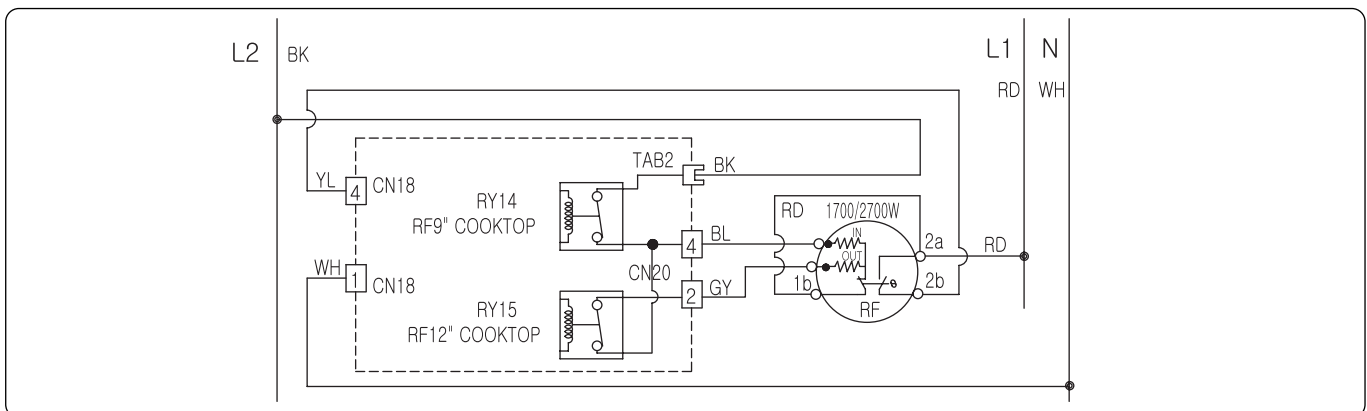 L2
BK
L1
N
RD
WH
TAB2
BK
YL
4
CN18
RY14
RF9" COOKTOP
RD
1700/2700W
IN
4
BL
2a
RD
OUT
WH
1
CN18
CN20
2
GY
1b
θ
2b
RY15
RF12" COOKTOP
RF